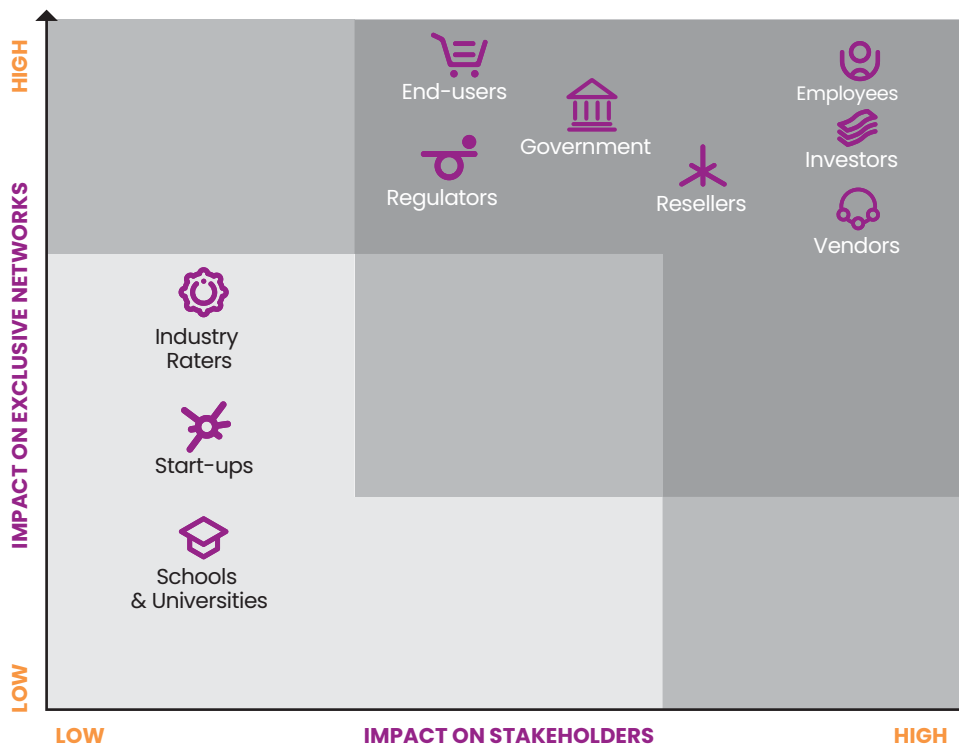 HIGH
IMPACT ON EXCLUSIVE NETWORKS
LOW
End-users
Government
Employees
Investors
Regulators
Resellers
Vendors
Industry
Raters
Start-ups
Schools
& Universities
LOW
IMPACT ON STAKEHOLDERS
HIGH